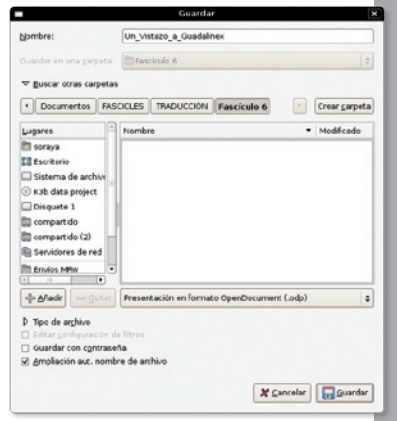 Guardar
Nombre: Un_Vistazo_a_Guadalinex
Guardar en una carpeta: Fascículo 6
Buscar otras carpetas
Documentos FASCICLES TRADUCCIÓN Fascículo 6 Crear carpeta
Lugares Nombre Modificado
soraya
Escritorio
Sistema de archiv
K3b data project
Disquete 1
compartido
compartido (2)
Servidores de red
Envios MRW
Añadir Quitar Presentación en formato OpenDocument (.odp)
Tipo de archivo
Editar configuración de filtros
Guardar con contraseña
Ampliación aut. nombre de archivo
Cancelar Guardar